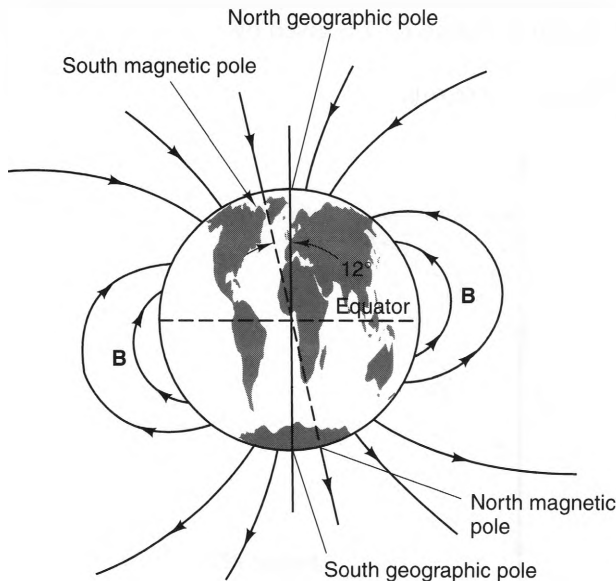 North geographic pole
South magnetic pole
12°
Equator
B
B
North magnetic
pole
South geographic pole